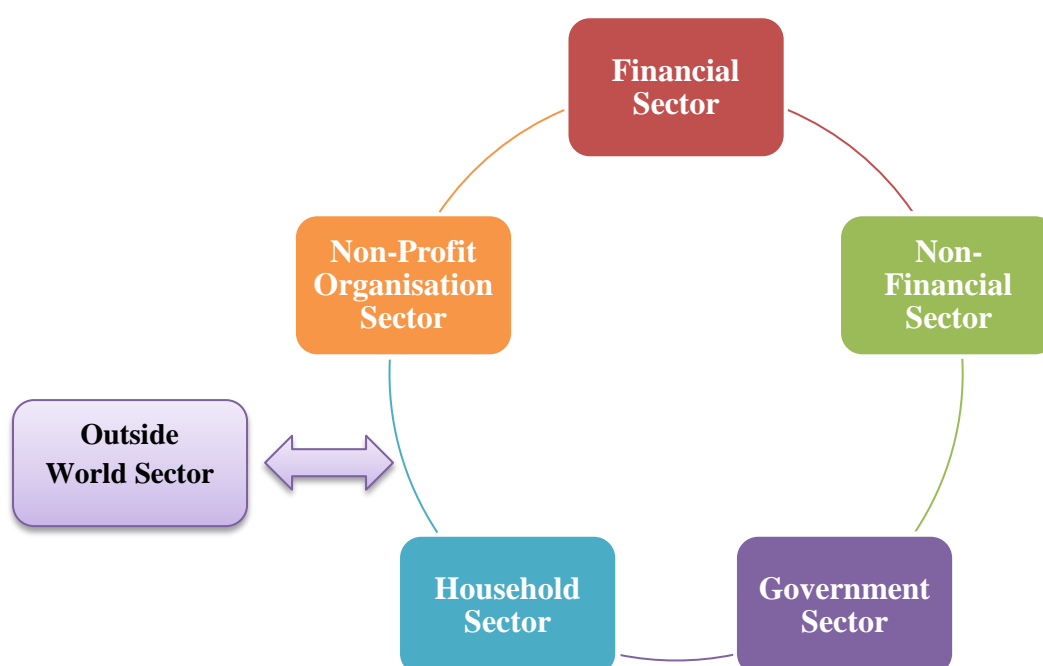 Financial
Sector
Non-Profit
Organisation
Sector
Non-
Financial
Sector
Outside
World Sector
Household
Sector
Government
Sector